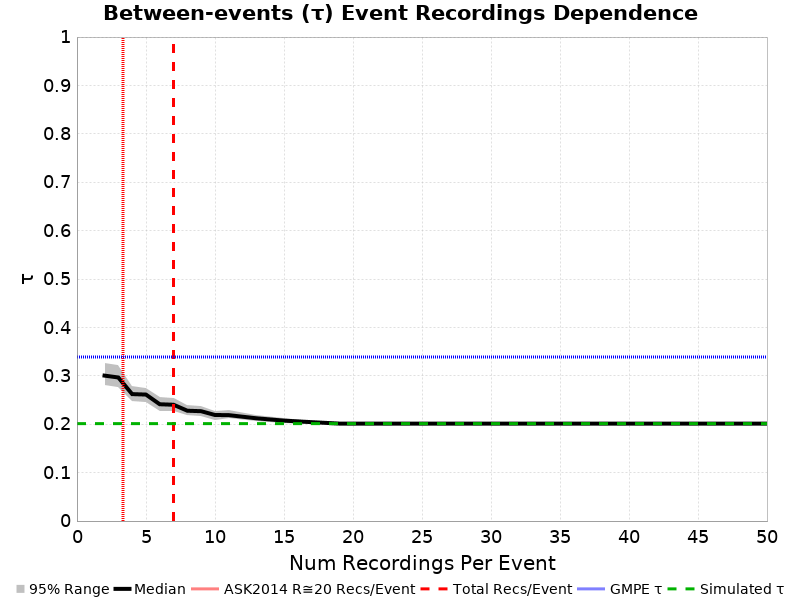 Between-events (τ) Event Recordings Dependence
1
0.9
0.8
0.7
0.6
0.5
0.4
0.3
0.2
0.1
0
τ
0 5 10 15 20 25 30 35 40 45 50
Num Recordings Per Event
95% Range Median ASK2014 R≅20 Recs/Event Total Recs/Event GMPE τ Simulated τ